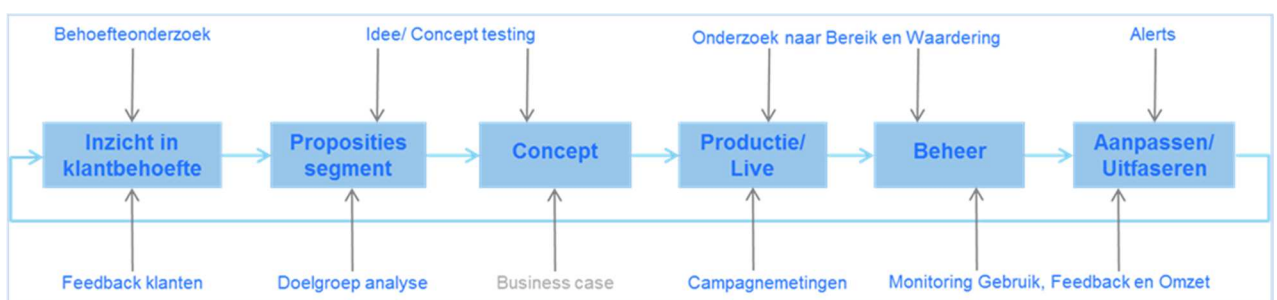 Behoefteonderzoek
Idee/ Concept testing
Onderzoek naar Bereik en Waardering
Alerts
Inzicht in
klantbehoefte
Proposities
segment
Concept
Productie/
Live
Beheer
Aanpassen/
Uitfaseren
Feedback klanten
Doelgroep analyse
Business case
Campagnemetingen
Monitoring Gebruik, Feedback en Omzet